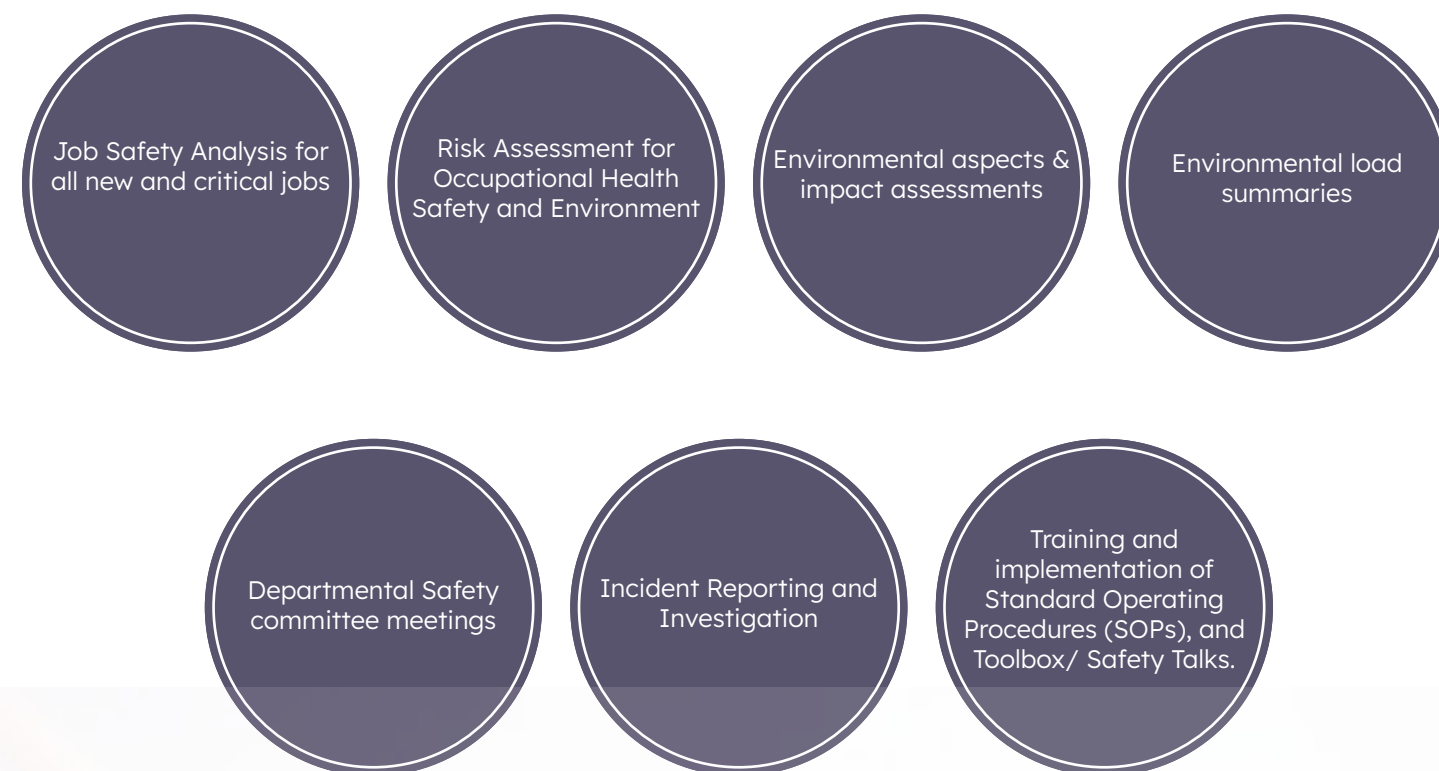 Job Safety Analysis for
all new and critical jobs
Risk Assessment for
Occupational Health
Safety and Environment
Environmental aspects &
impact assessments
Environmental load
summaries
Departmental Safety
committee meetings
Incident Reporting and
Investigation
Training and
implementation of
Standard Operating
Procedures (SOPs), and
Toolbox/ Safety Talks.